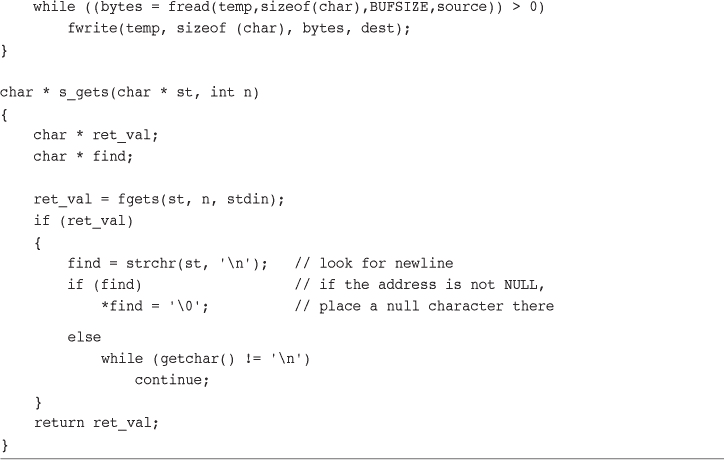 while ((bytes = fread(temp,sizeof(char),BUFSIZE,source)) > 0)
        fwrite(temp, sizeof (char), bytes, dest);
}

char * s_gets(char * st, int n)
{
    char * ret_val;
    char * find;

    ret_val = fgets(st, n, stdin);
    if (ret_val)
    {
        find = strchr(st, '\n');   // look for newline
        if (find)                  // if the address is not NULL,
            *find = '\0';          // place a null character there
        else
            while (getchar() != '\n')
                continue;
    }
    return ret_val;
}